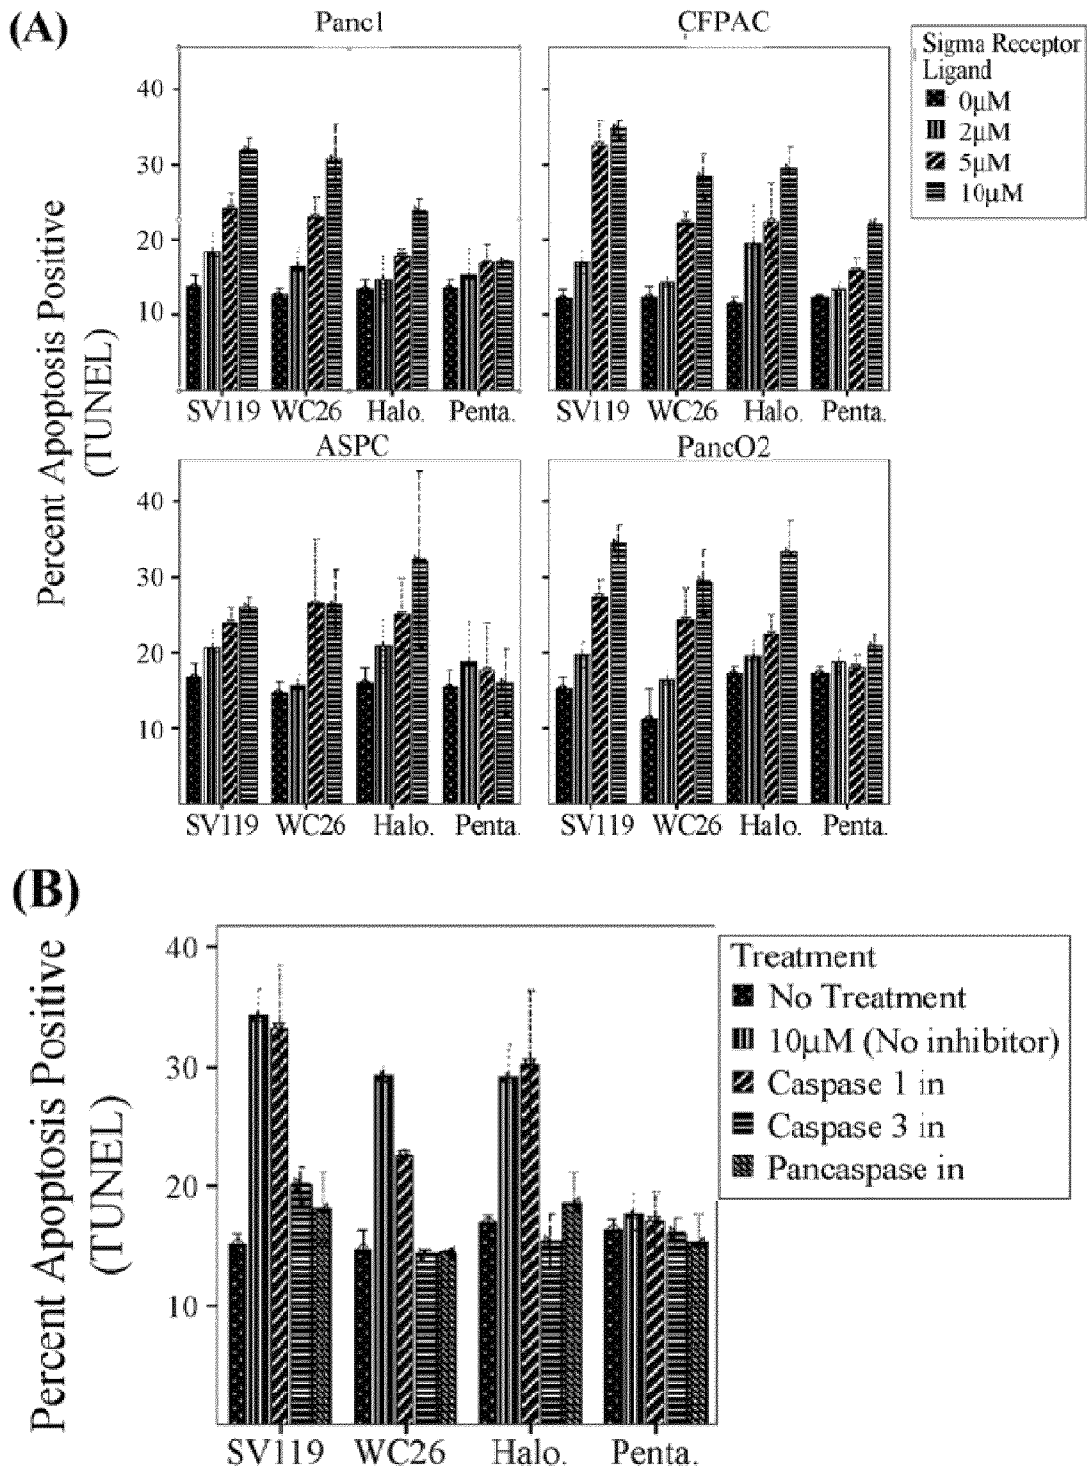 (A)
Panc1
CFPAC
Sigma Receptor
Ligand
0µM
2µM
5µM
10µM
Percent Apoptosis Positive
(TUNEL)
40
30
20
10
SV119 WC26 Halo. Penta.
SV119 WC26 Halo. Penta.
ASPC
PancO2
40
30
20
10
SV119 WC26 Halo. Penta.
SV119 WC26 Halo. Penta.
(B)
Percent Apoptosis Positive
(TUNEL)
40
30
20
10
SV119 WC26 Halo. Penta.
Treatment
No Treatment
10µM (No inhibitor)
Caspase 1 in
Caspase 3 in
Pancaspase in